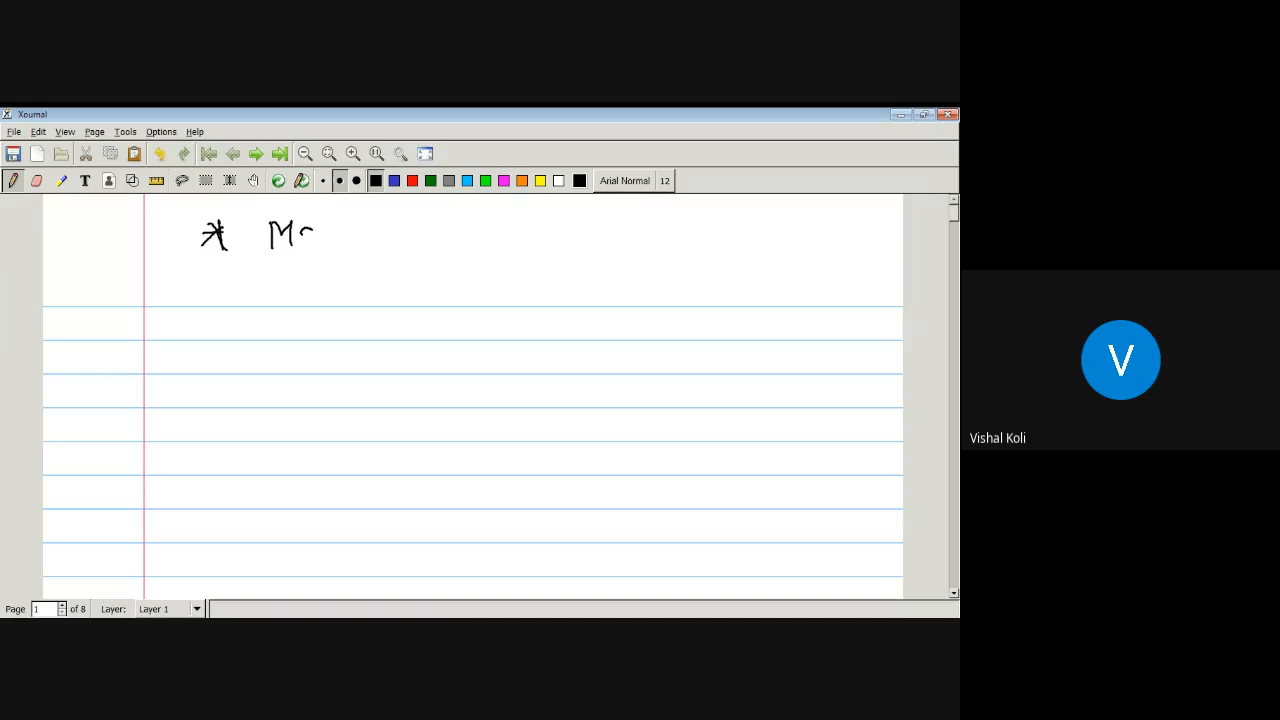 Xournal
File Edit View Page Tools Options Help
T Arial Normal 12
* M
Page 1 of 8 Layer: Layer 1
V
Vishal Koli